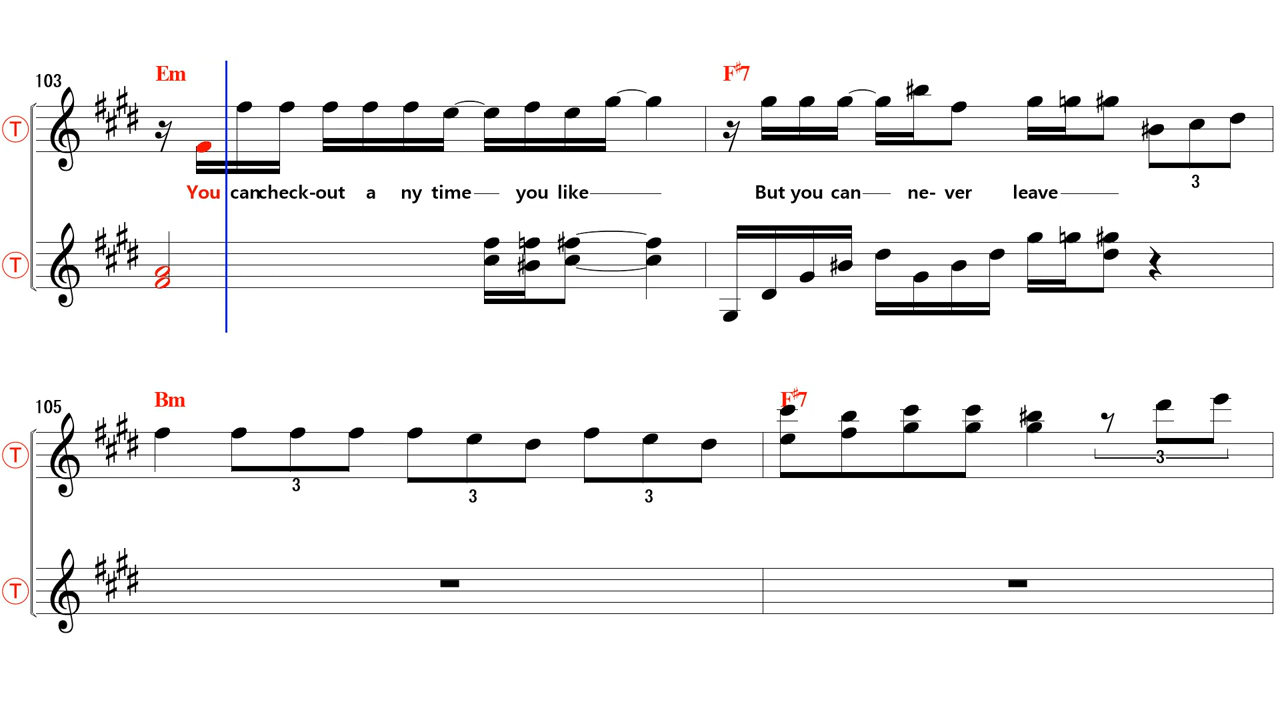 Em F♯7
103
T
You can check-out a ny time you like But you can ne- ver leave
3
T
Bm F♯7
105
T
3 3 3 3
T